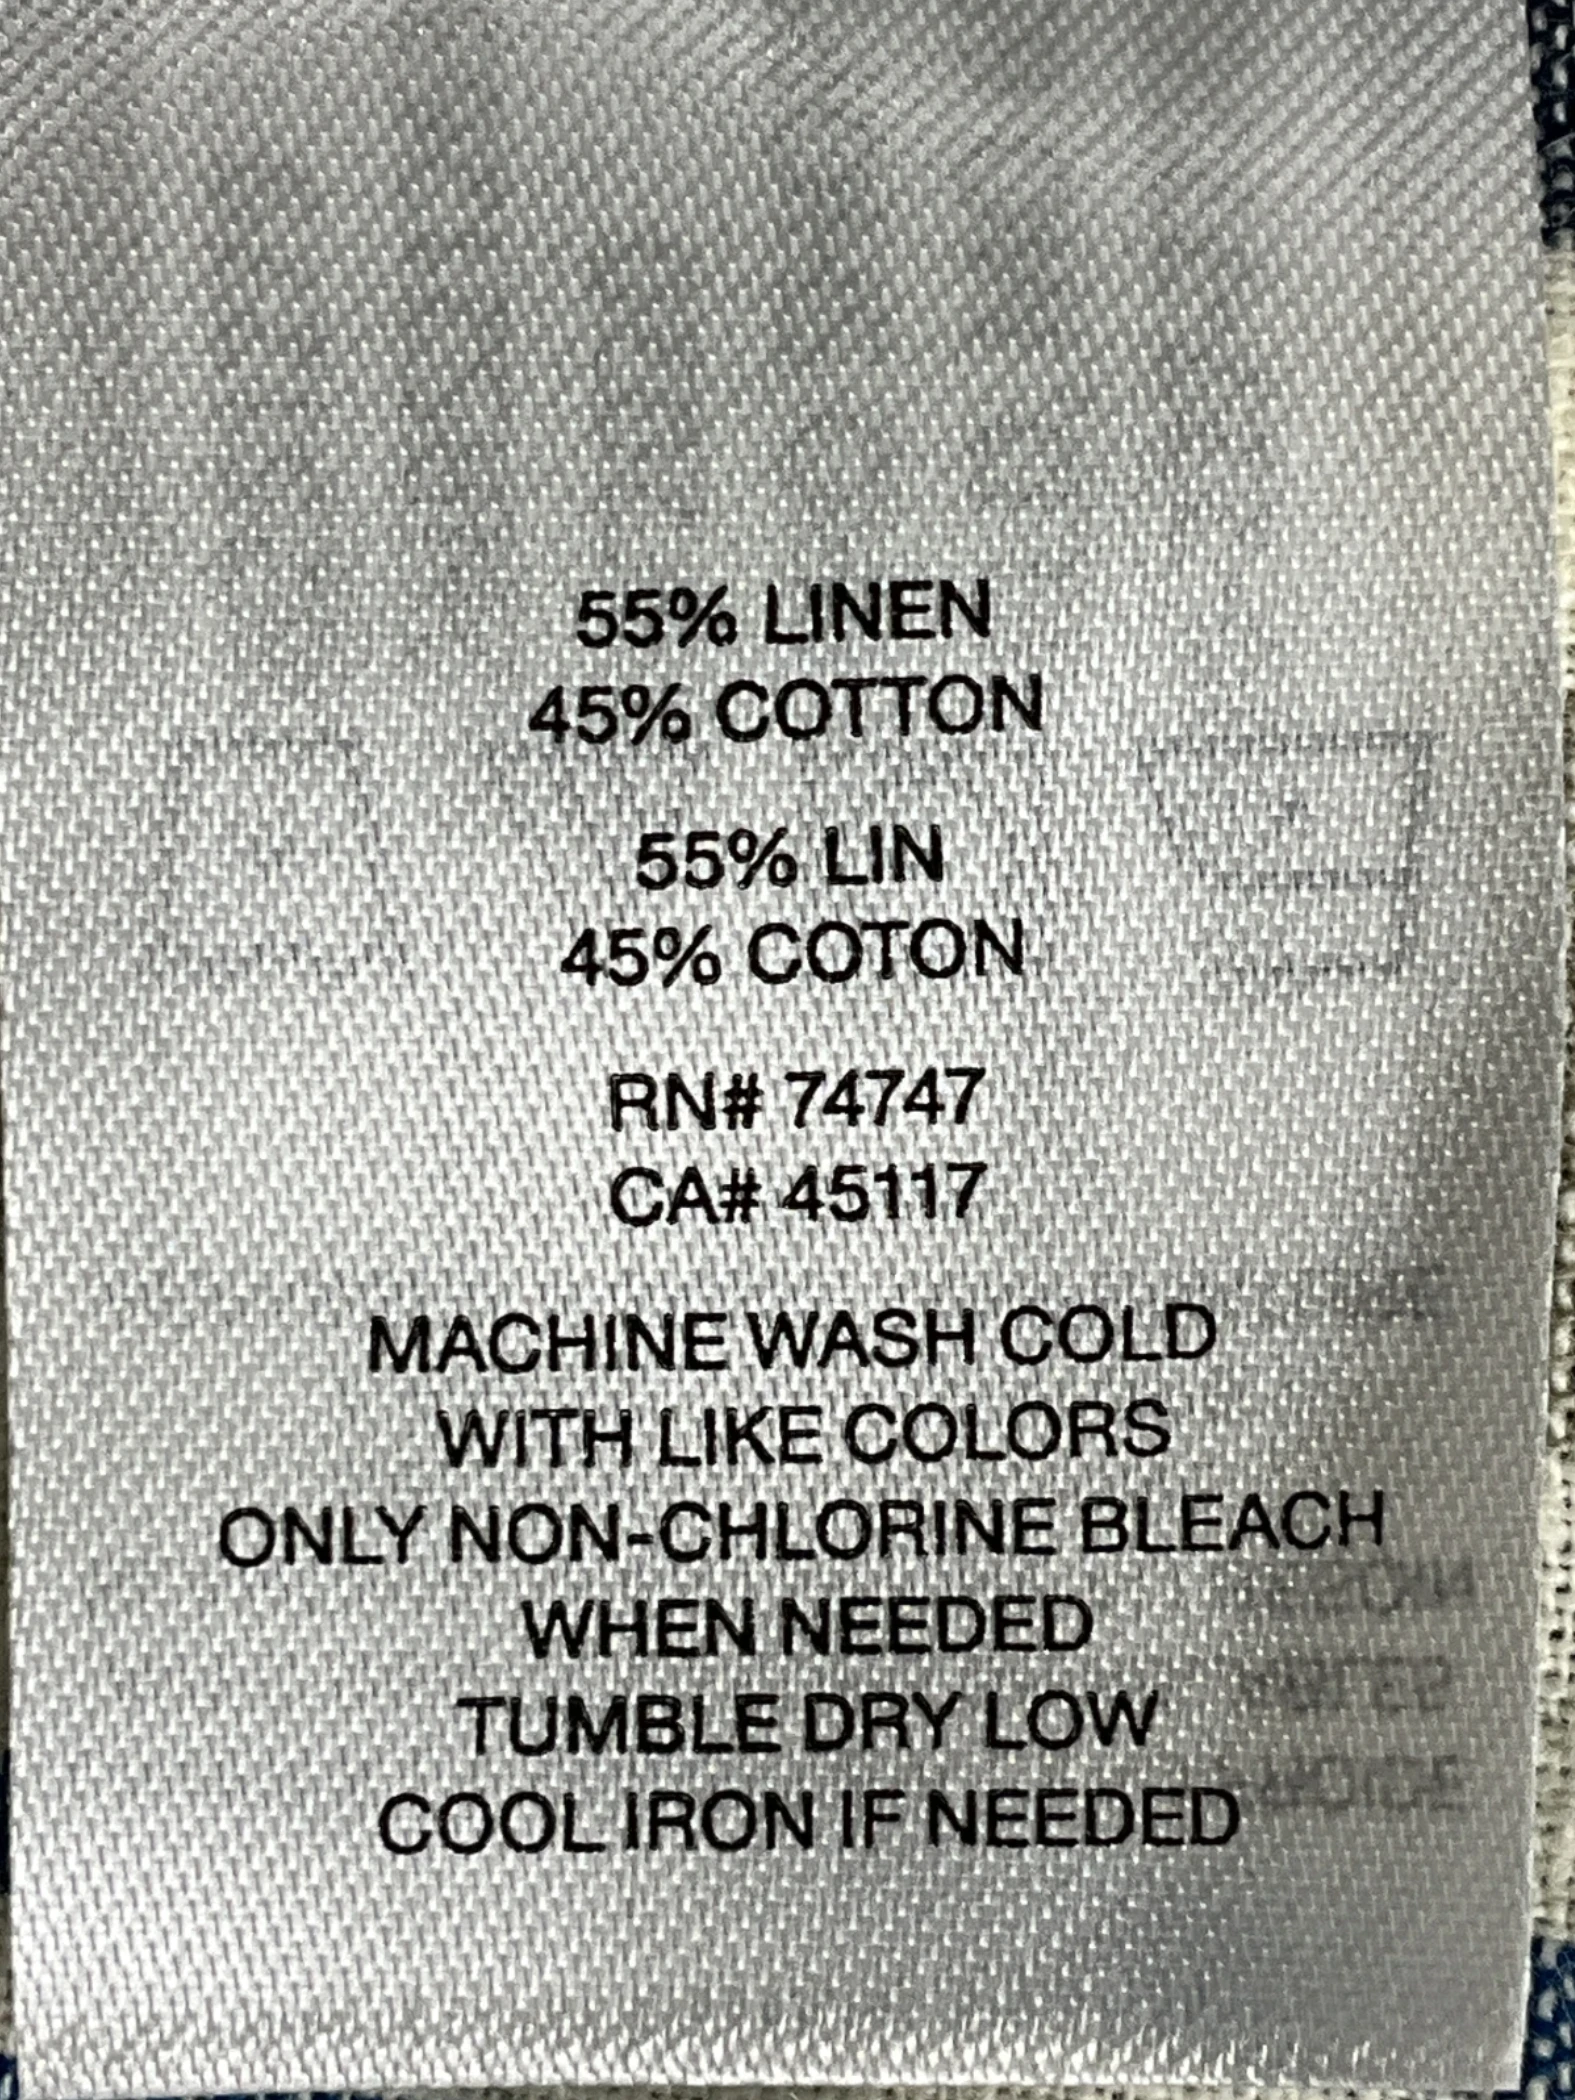 55% LINEN
45% COTTON
55% LIN
45% COTON
RN# 74747
CA# 45117
MACHINE WASH COLD
WITH LIKE COLORS
ONLY NON-CHLORINE BLEACH
WHEN NEEDED
TUMBLE DRY LOW
COOL IRON IF NEEDED